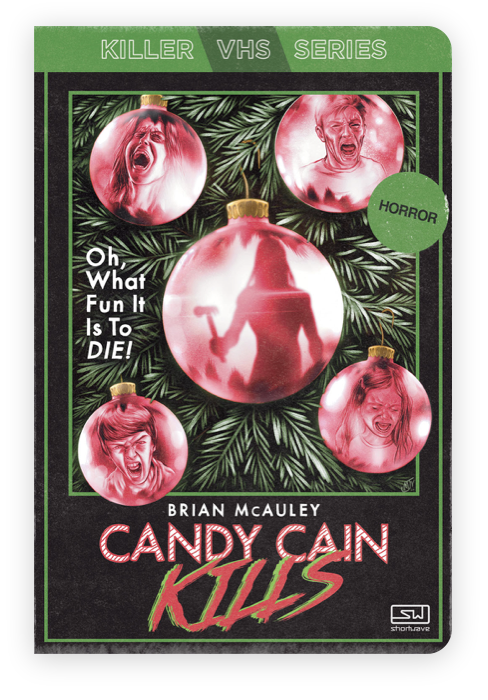 KILLER VHS SERIES
HORROR
Oh,
What
Fun It
Is To
DIE!
BRIAN McAULEY
CANDY CAIN
KILLS
SW
shortwave